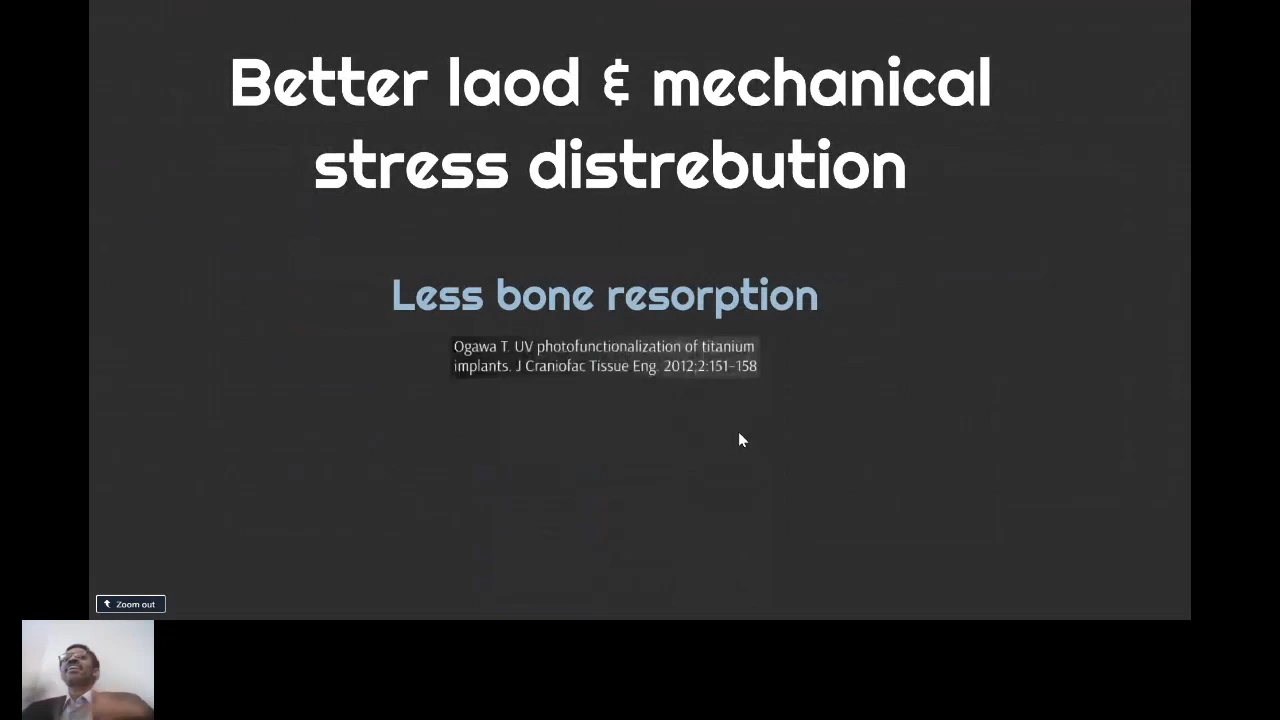 Better laod & mechanical
stress distrebution
Less bone resorption
Ogawa T. UV photofunctionalization of titanium
implants. J Craniofac Tissue Eng. 2012;2:151-158
Zoom out